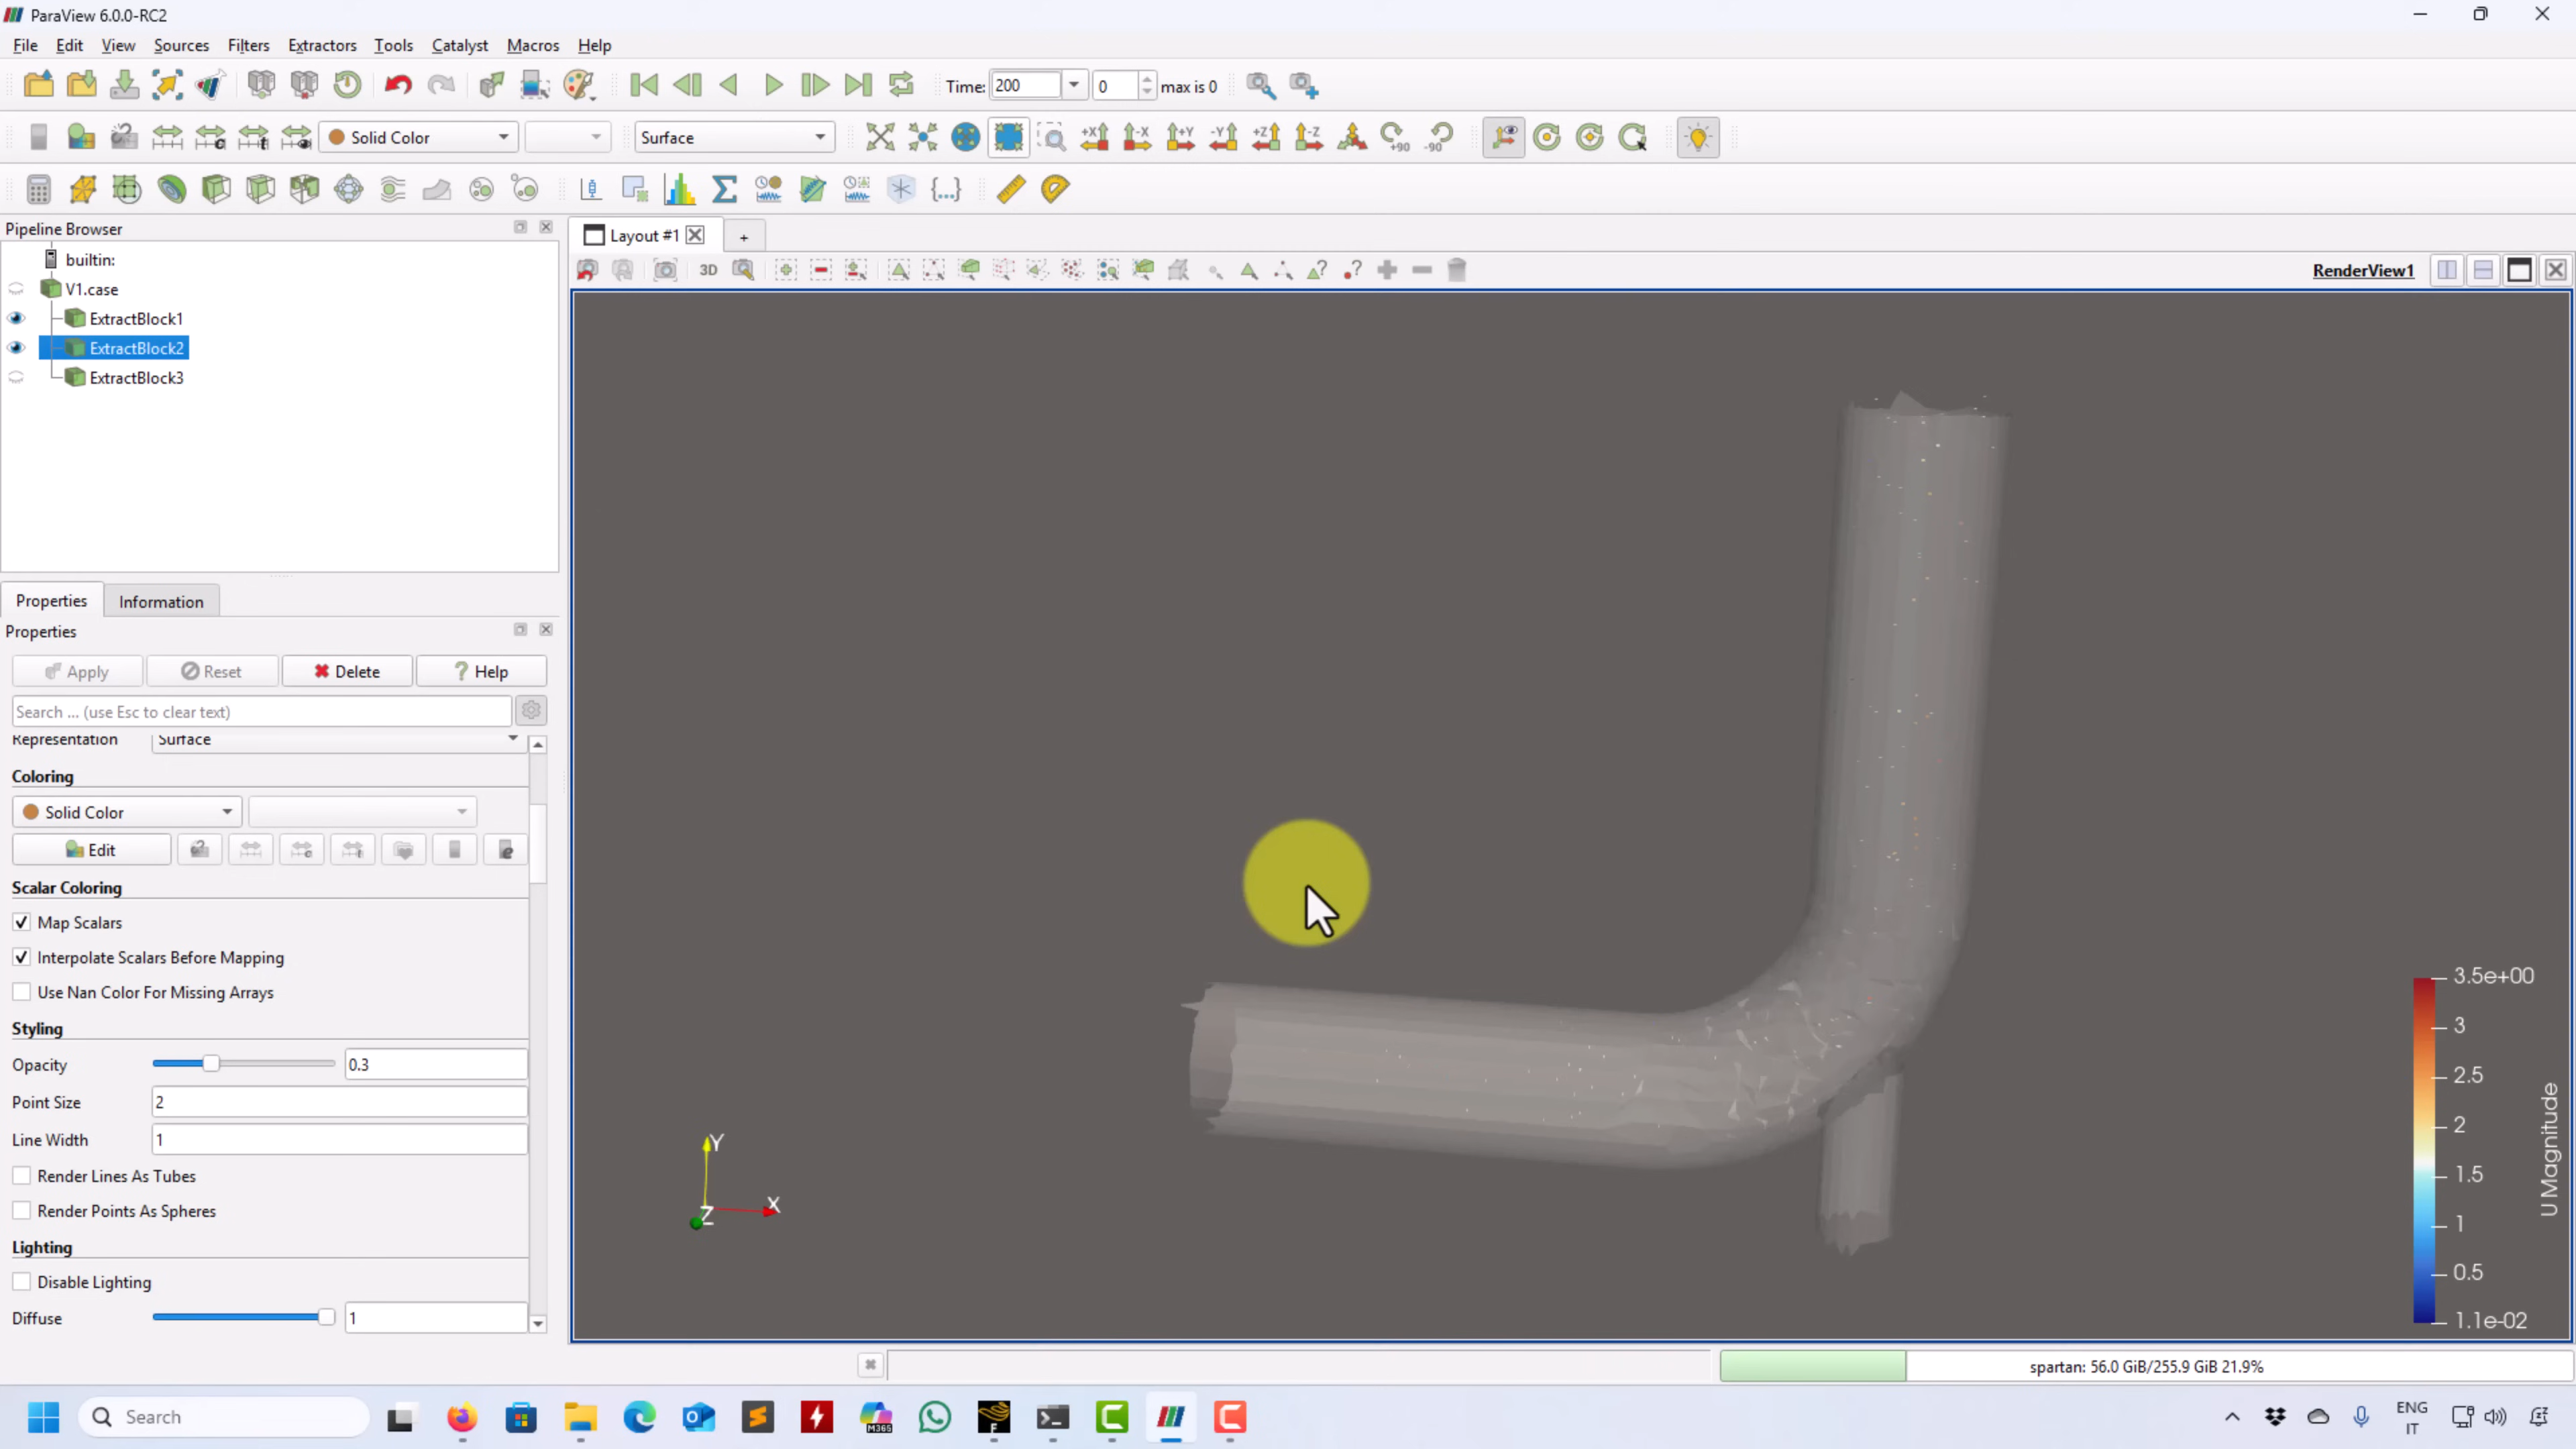 ParaView 6.0.0-RC2
File Edit View Sources Filters Extractors Tools Catalyst Macros Help
Time: 200 0 max is 0
Solid Color Surface +X -X +Y -Y +Z -Z +90 -90
Pipeline Browser
Layout #1 +
builtin:
3D RenderView1
V1.case
ExtractBlock1
ExtractBlock2
ExtractBlock3
Properties Information
Properties
Apply Reset Delete ? Help
Search ... (use Esc to clear text)
Representation Surface
Coloring
Solid Color
Edit
Scalar Coloring
Map Scalars
Interpolate Scalars Before Mapping
Use Nan Color For Missing Arrays
Styling
Opacity 0.3
Point Size 2
Line Width 1
Render Lines As Tubes
Render Points As Spheres
Lighting
Disable Lighting
Diffuse 1
Y
X
Z
3.5e+00
3
2.5
2
1.5
1
0.5
1.1e-02
U Magnitude
spartan: 56.0 GiB/255.9 GiB 21.9%
Search
M365
F
ENG
IT